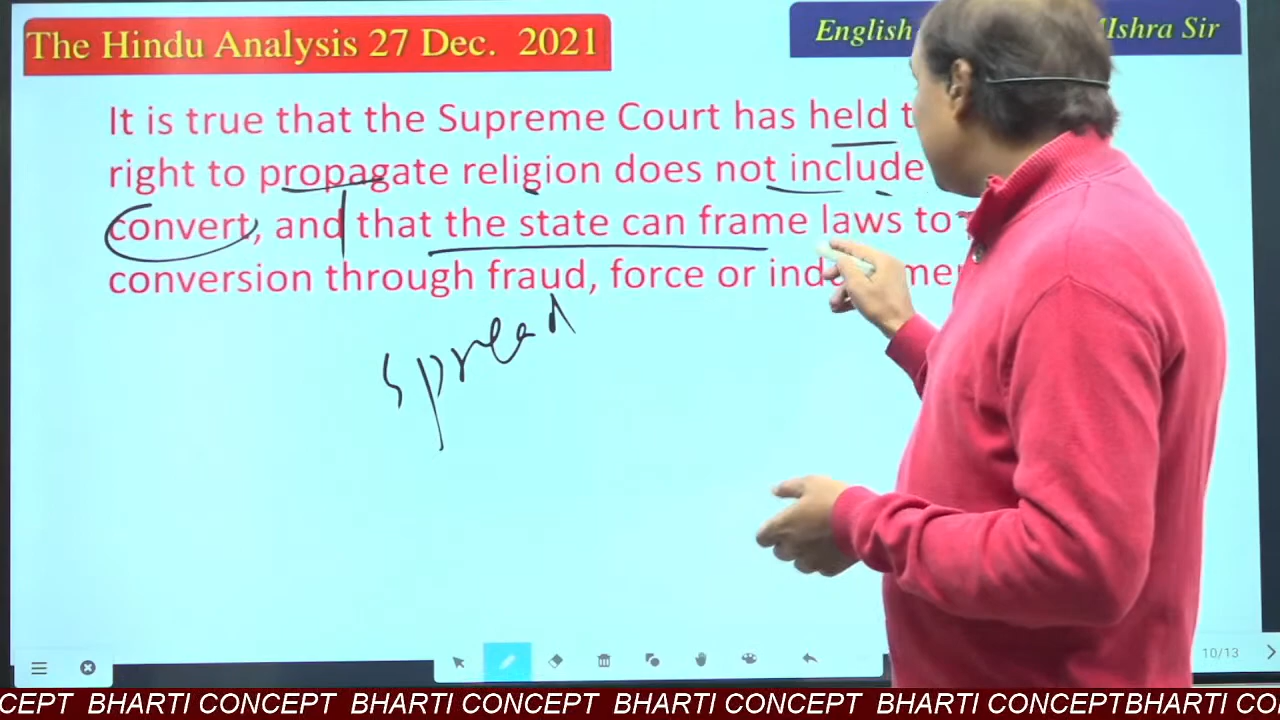 The Hindu Analysis 27 Dec. 2021
English Ishra Sir
It is true that the Supreme Court has held
right to propagate religion does not include
convert, and that the state can frame laws to
conversion through fraud, force or
spread
10/13
CEPT BHARTI CONCEPT BHARTI CONCEPT BHARTI CONCEPT BHARTI CONCEPTBHARTI CO